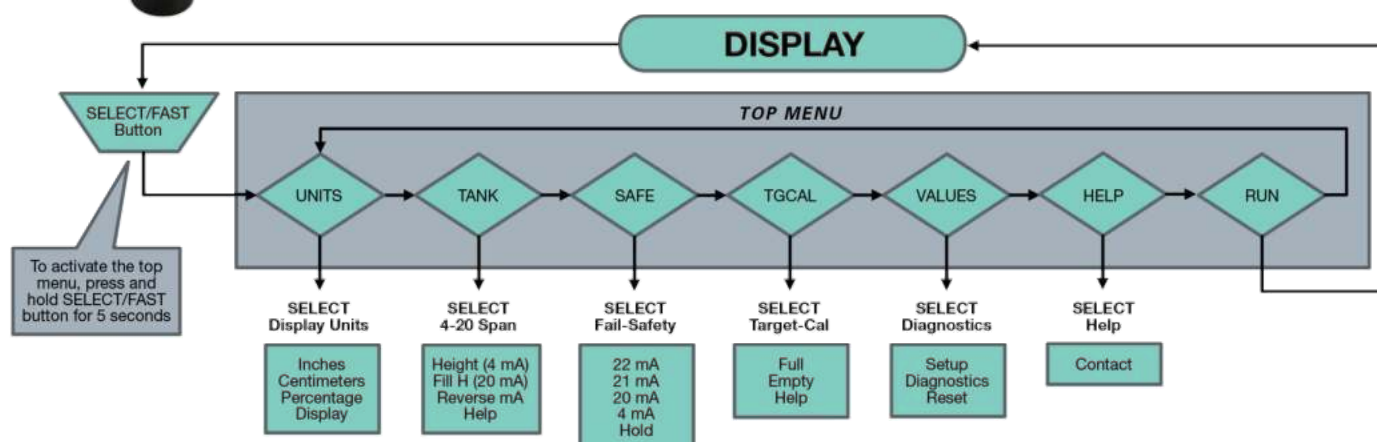 DISPLAY
SELECT/FAST
Button
TOP MENU
UNITS
TANK
SAFE
TGCAL
VALUES
HELP
RUN
To activate the top
menu, press and
hold SELECT/FAST
button for 5 seconds
SELECT
Display Units
Inches
Centimeters
Percentage
Display
SELECT
4-20 Span
Height (4 mA)
Fill H (20 mA)
Reverse mA
Help
SELECT
Fail-Safety
22 mA
21 mA
20 mA
4 mA
Hold
SELECT
Target-Cal
Full
Empty
Help
SELECT
Diagnostics
Setup
Diagnostics
Reset
SELECT
Help
Contact